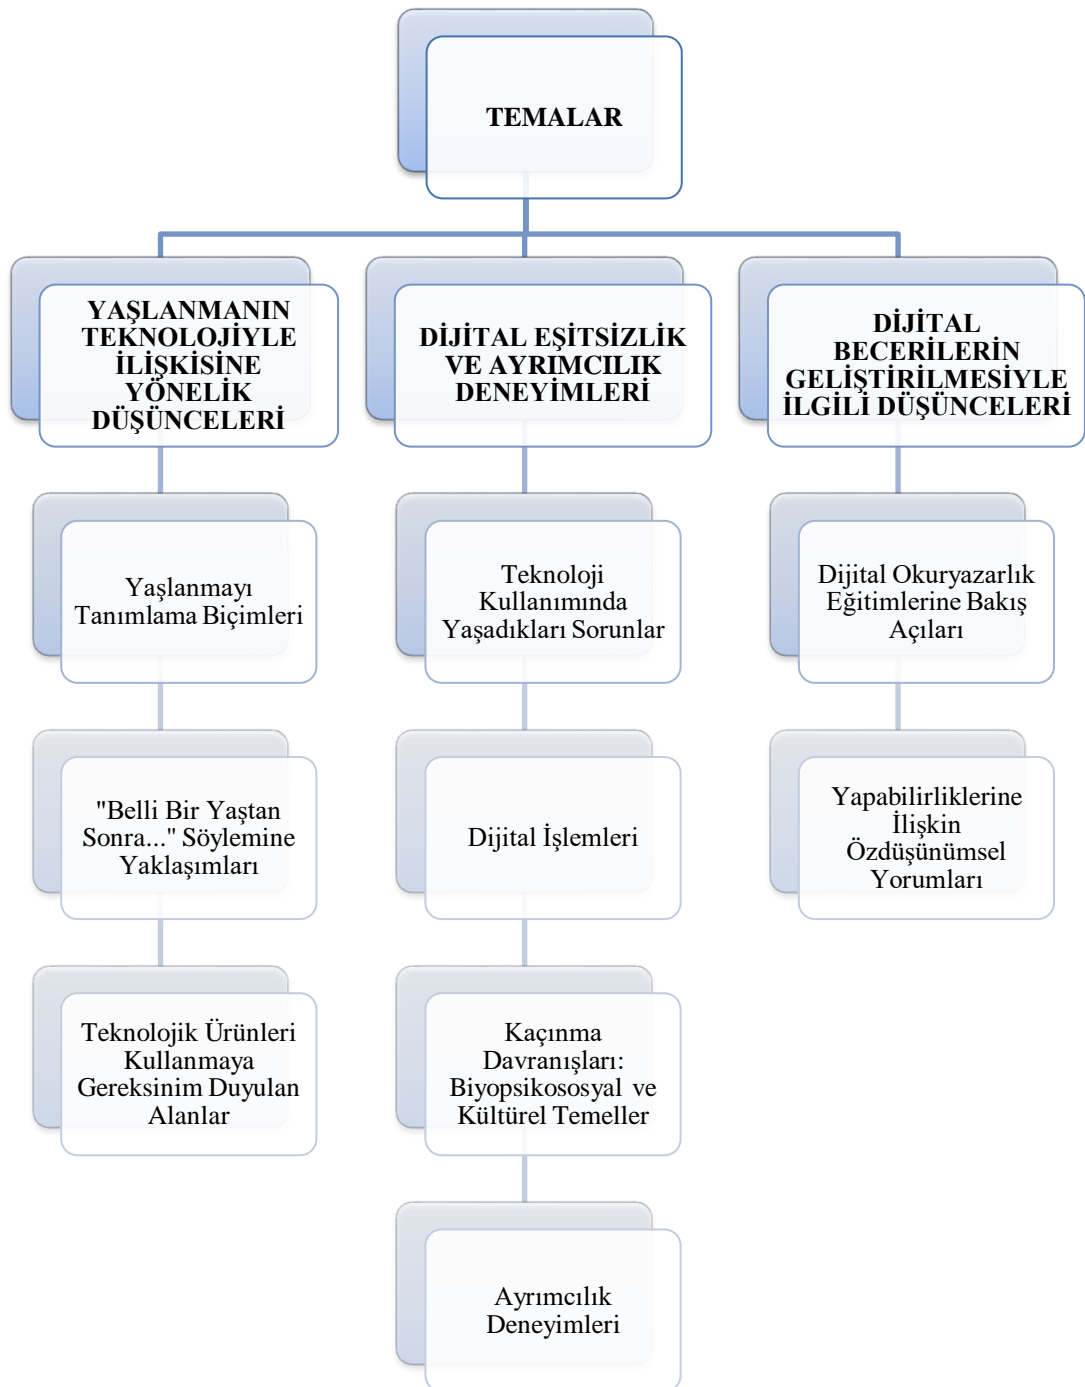 TEMALAR
YAŞLANMANIN
TEKNOLOJİYLE
İLİŞKİSİNE
YÖNELİK
DÜŞÜNCELERİ
DİJİTAL EŞİTSİZLİK
VE AYRIMCILIK
DENEYİMLERİ
DİJİTAL
BECERİLERİN
GELİŞTİRİLMESİYLE
İLGİLİ DÜŞÜNCELERİ
Yaşlanmayı
Tanımlama Biçimleri
Teknoloji
Kullanımında
Yaşadıkları Sorunlar
Dijital Okuryazarlık
Eğitimlerine Bakış
Açıları
"Belli Bir Yaştan
Sonra..." Söylemine
Yaklaşımları
Dijital İşlemleri
Yapabilirliklerine
İlişkin
Özdüşünümsel
Yorumları
Teknolojik Ürünleri
Kullanmaya
Gereksinim Duyulan
Alanlar
Kaçınma
Davranışları:
Biyopsikososyal ve
Kültürel Temeller
Ayrımcılık
Deneyimleri